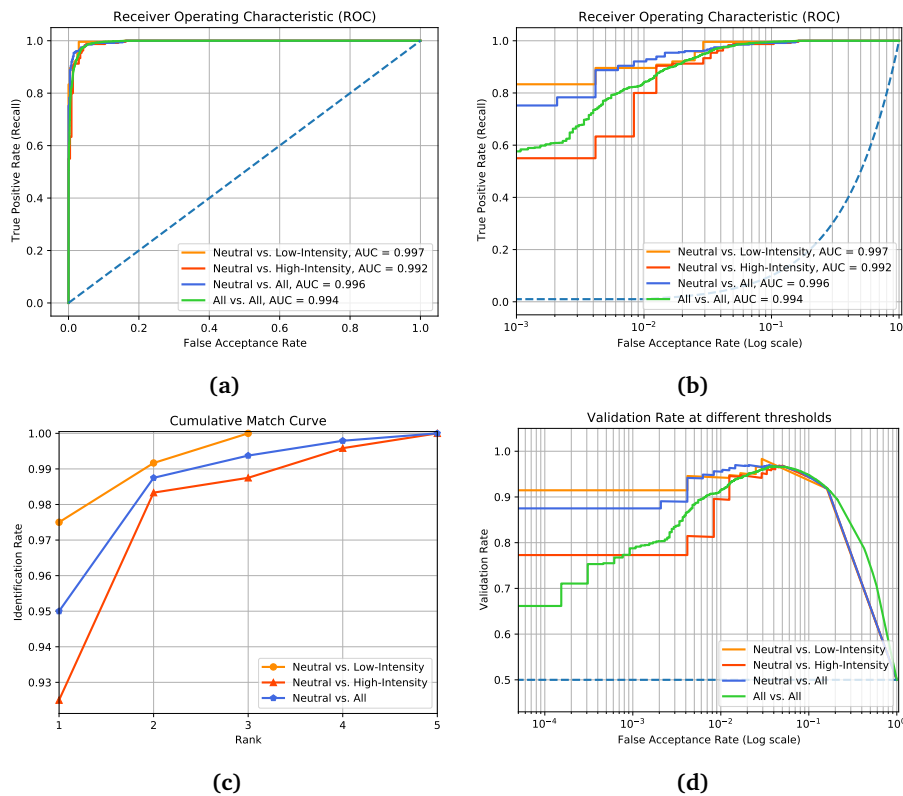 Receiver Operating Characteristic (ROC)
True Positive Rate (Recall)
1.0
0.8
0.6
0.4
0.2
0.0
Neutral vs. Low-Intensity, AUC = 0.997
Neutral vs. High-Intensity, AUC = 0.992
Neutral vs. All, AUC = 0.996
All vs. All, AUC = 0.994
0.0 0.2 0.4 0.6 0.8 1.0
False Acceptance Rate
(a)
Receiver Operating Characteristic (ROC)
True Positive Rate (Recall)
1.0
0.8
0.6
0.4
0.2
0.0
Neutral vs. Low-Intensity, AUC = 0.997
Neutral vs. High-Intensity, AUC = 0.992
Neutral vs. All, AUC = 0.996
All vs. All, AUC = 0.994
10⁻³ 10⁻² 10⁻¹ 10
False Acceptance Rate (Log scale)
(b)
Cumulative Match Curve
Identification Rate
1.00
0.99
0.98
0.97
0.96
0.95
0.94
0.93
Neutral vs. Low-Intensity
Neutral vs. High-Intensity
Neutral vs. All
1 2 3 4 5
Rank
(c)
Validation Rate at different thresholds
Validation Rate
1.0
0.9
0.8
0.7
0.6
0.5
Neutral vs. Low-Intensity
Neutral vs. High-Intensity
Neutral vs. All
All vs. All
10⁻⁴ 10⁻³ 10⁻² 10⁻¹ 10⁰
False Acceptance Rate (Log scale)
(d)